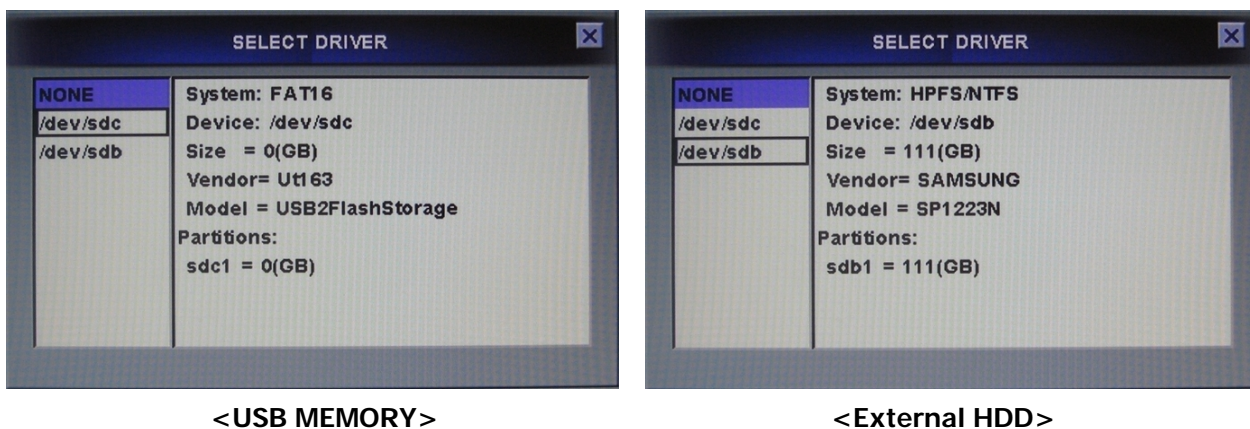 SELECT DRIVER
NONE
/dev/sdc
/dev/sdb
System: FAT16
Device: /dev/sdc
Size = 0(GB)
Vendor= Ut163
Model = USB2FlashStorage
Partitions:
sdc1 = 0(GB)
<USB MEMORY>
SELECT DRIVER
NONE
/dev/sdc
/dev/sdb
System: HPFS/NTFS
Device: /dev/sdb
Size = 111(GB)
Vendor= SAMSUNG
Model = SP1223N
Partitions:
sdb1 = 111(GB)
<External HDD>